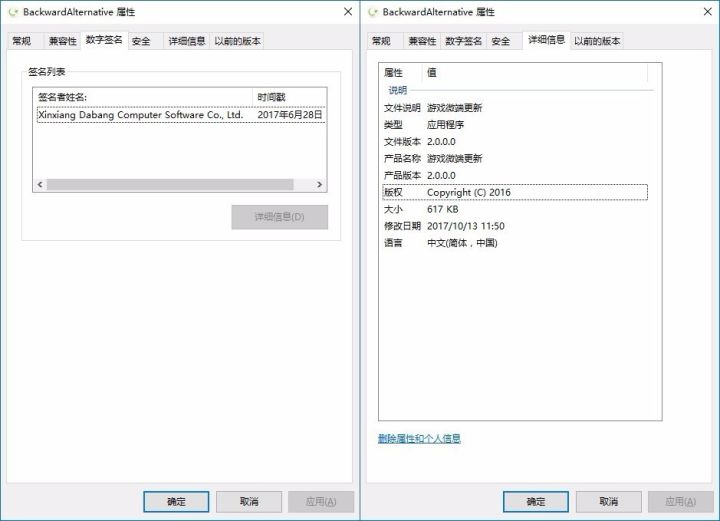 BackwardAlternative 属性
常规 兼容性 数字签名 安全 详细信息 以前的版本
签名列表
签名者姓名: 时间戳
Xinxiang Dabang Computer Software Co., Ltd. 2017年6月28日
详细信息(D)
确定 取消 应用(A)
BackwardAlternative 属性
常规 兼容性 数字签名 安全 详细信息 以前的版本
属性 值
说明
文件说明 游戏微端更新
类型 应用程序
文件版本 2.0.0.0
产品名称 游戏微端更新
产品版本 2.0.0.0
版权 Copyright (C) 2016
大小 617 KB
修改日期 2017/10/13 11:50
语言 中文(简体，中国)
删除属性和个人信息
确定 取消 应用(A)